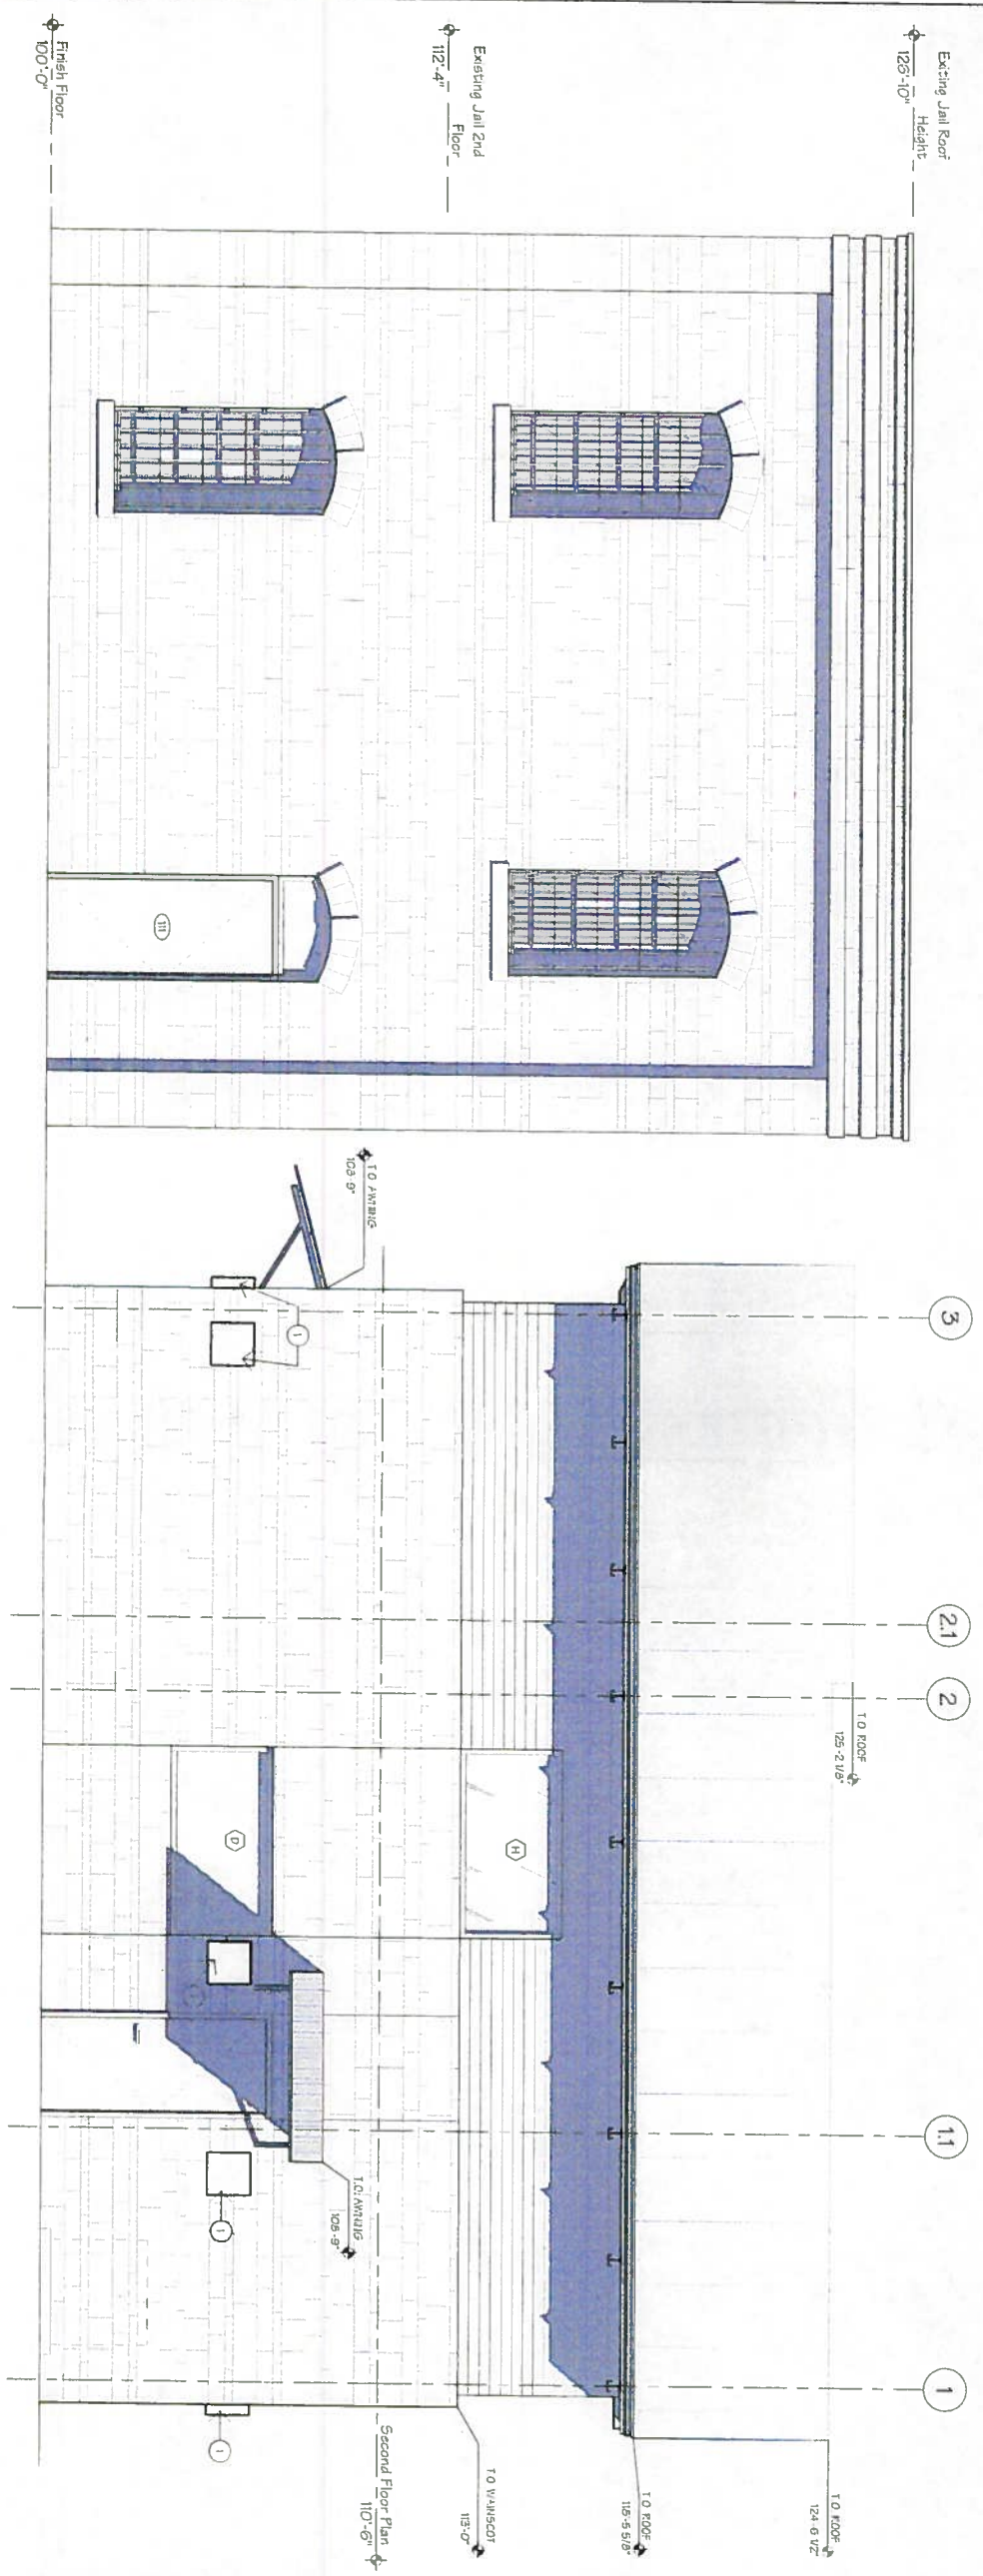 Existing Jail Roof
Height
126'-10"
Existing Jail 2nd
Floor
112'-4"
Finish Floor
100'-0"
111
3
2.1
2
1.1
1
T.O. AWNING
108'-9"
1
T.O ROOF
125'-2 1/8"
H
D
T.O. AWNING
108'-9"
1
1
T.O ROOF
124'-6 1/2"
T.O ROOF
118'-5 5/8"
T.O WAINSCOT
113'-0"
Second Floor Plan
110'-6"